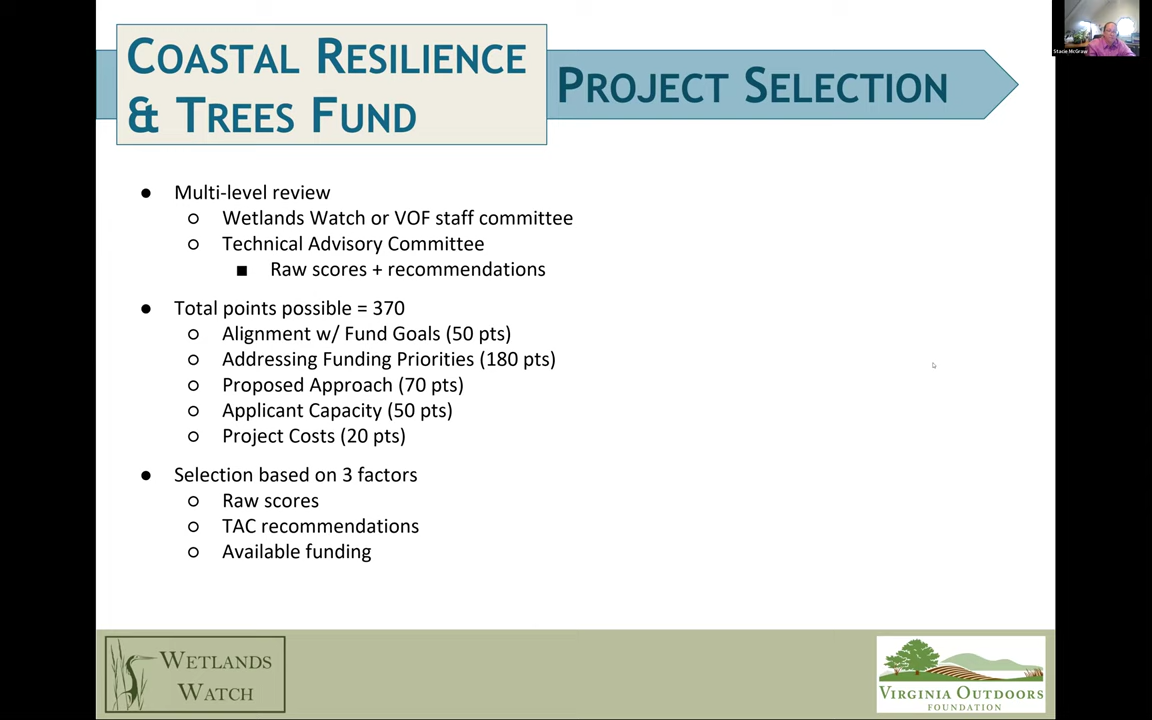 COASTAL RESILIENCE
& TREES FUND
PROJECT SELECTION
Stacie McGraw
● Multi-level review
○ Wetlands Watch or VOF staff committee
○ Technical Advisory Committee
■ Raw scores + recommendations
● Total points possible = 370
○ Alignment w/ Fund Goals (50 pts)
○ Addressing Funding Priorities (180 pts)
○ Proposed Approach (70 pts)
○ Applicant Capacity (50 pts)
○ Project Costs (20 pts)
● Selection based on 3 factors
○ Raw scores
○ TAC recommendations
○ Available funding
WETLANDS
WATCH
VIRGINIA OUTDOORS
FOUNDATION